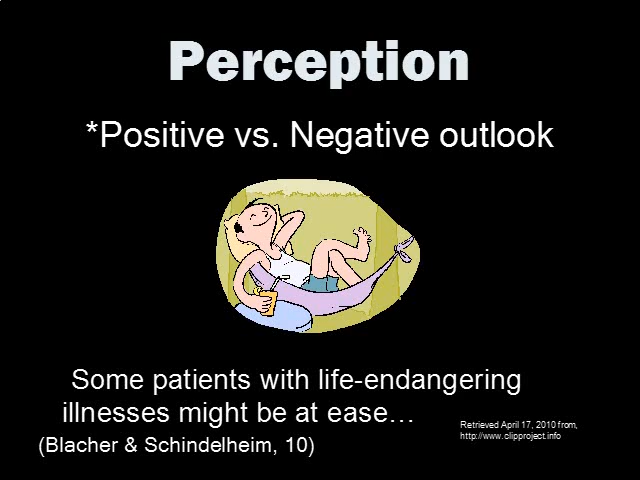 Perception
*Positive vs. Negative outlook
Some patients with life-endangering
illnesses might be at ease…
(Blacher & Schindelheim, 10)
Retrieved April 17, 2010 from,
http://www.clipproject.info